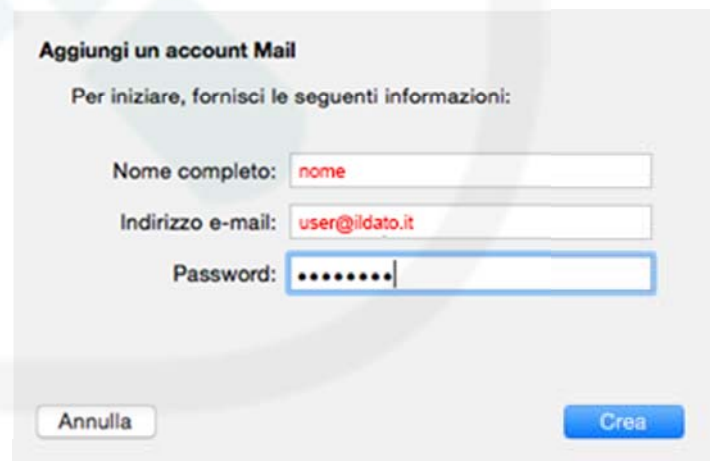 Aggiungi un account Mail
Per iniziare, fornisci le seguenti informazioni:
Nome completo: nome
Indirizzo e-mail: user@ildato.it
Password: ••••••••
Annulla Crea